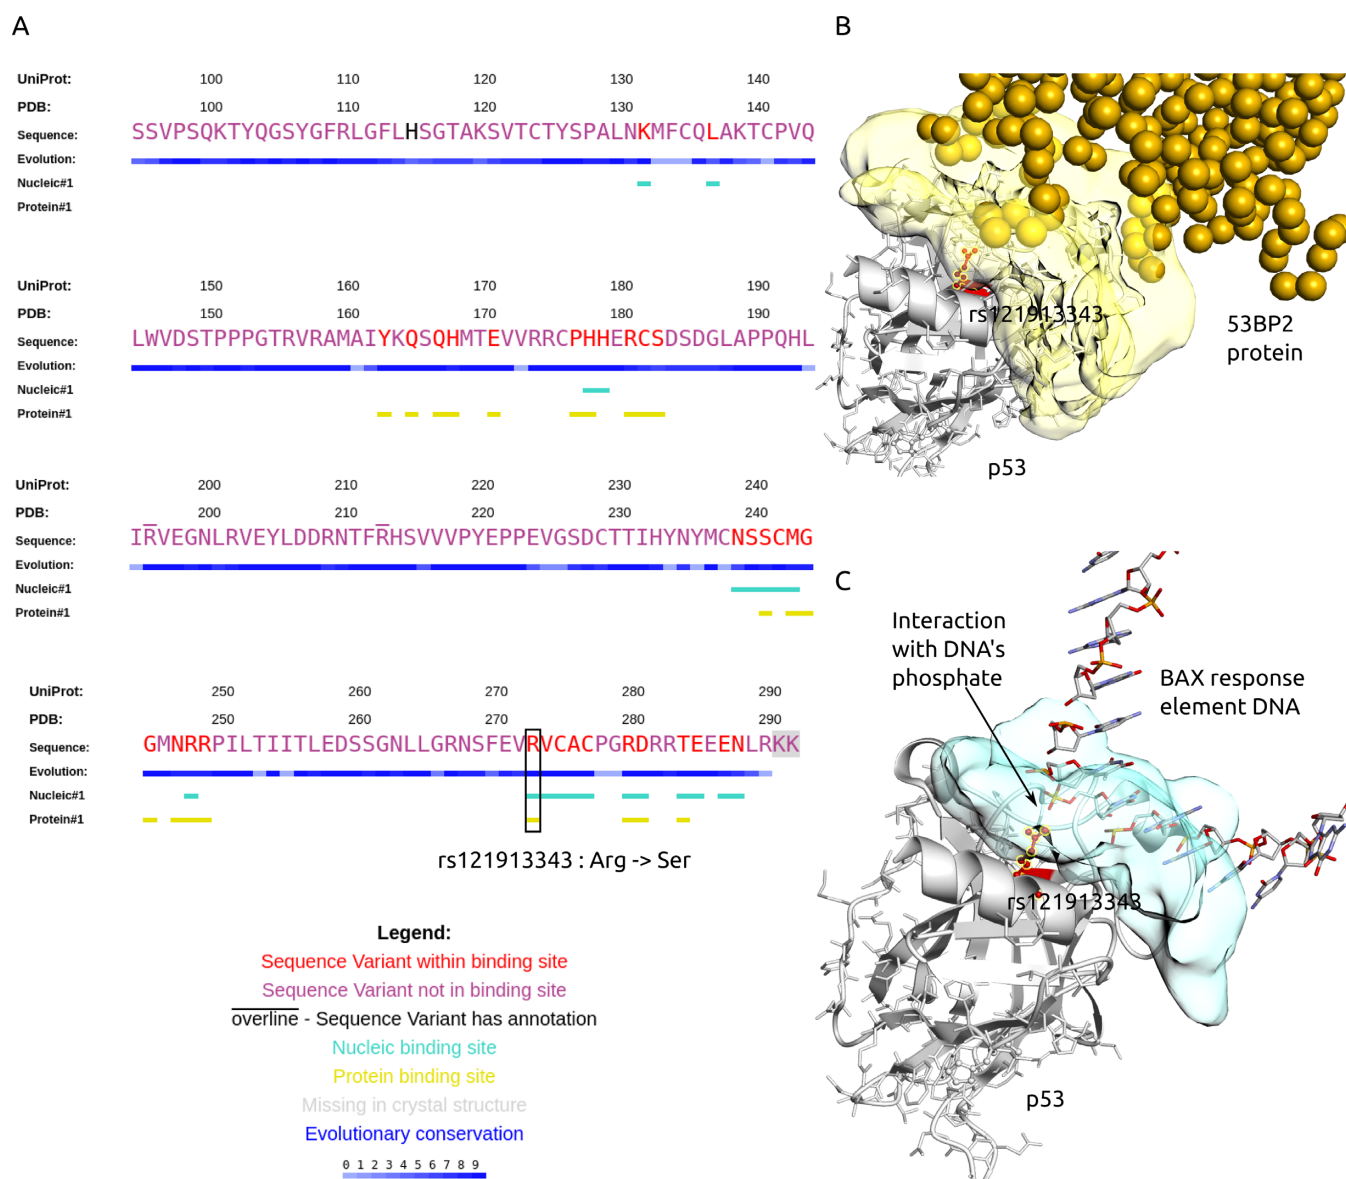 A
UniProt: 100 110 120 130 140
PDB: 100 110 120 130 140
Sequence: SSVPSQKTYQGSYGFRLGFLHSGTAKSVTCTYSPALNKMFCQLAKTCPVQ
Evolution:
Nucleic#1
Protein#1
UniProt: 150 160 170 180 190
PDB: 150 160 170 180 190
Sequence: LWVDSTPPPGTRVRAMAIYKQSQHMTEVVRRCPHHERCSDSDGLAPPQHL
Evolution:
Nucleic#1
Protein#1
UniProt: 200 210 220 230 240
PDB: 200 210 220 230 240
Sequence: IRVEGNLRVEYLDDRNTFRHSVVVPYEPPEVGSDCTTIHYNYMCNSSCMG
Evolution:
Nucleic#1
Protein#1
UniProt: 250 260 270 280 290
PDB: 250 260 270 280 290
Sequence: GMNRRPILTIITLEDSSGNLLGRNSFEVRVCACPGRDRRTEEENLRKK
Evolution:
Nucleic#1
Protein#1
rs121913343 : Arg -> Ser
Legend:
Sequence Variant within binding site
Sequence Variant not in binding site
overline - Sequence Variant has annotation
Nucleic binding site
Protein binding site
Missing in crystal structure
Evolutionary conservation
0 1 2 3 4 5 6 7 8 9
B
rs121913343
53BP2
protein
p53
C
Interaction
with DNA's
phosphate
BAX response
element DNA
rs121913343
p53